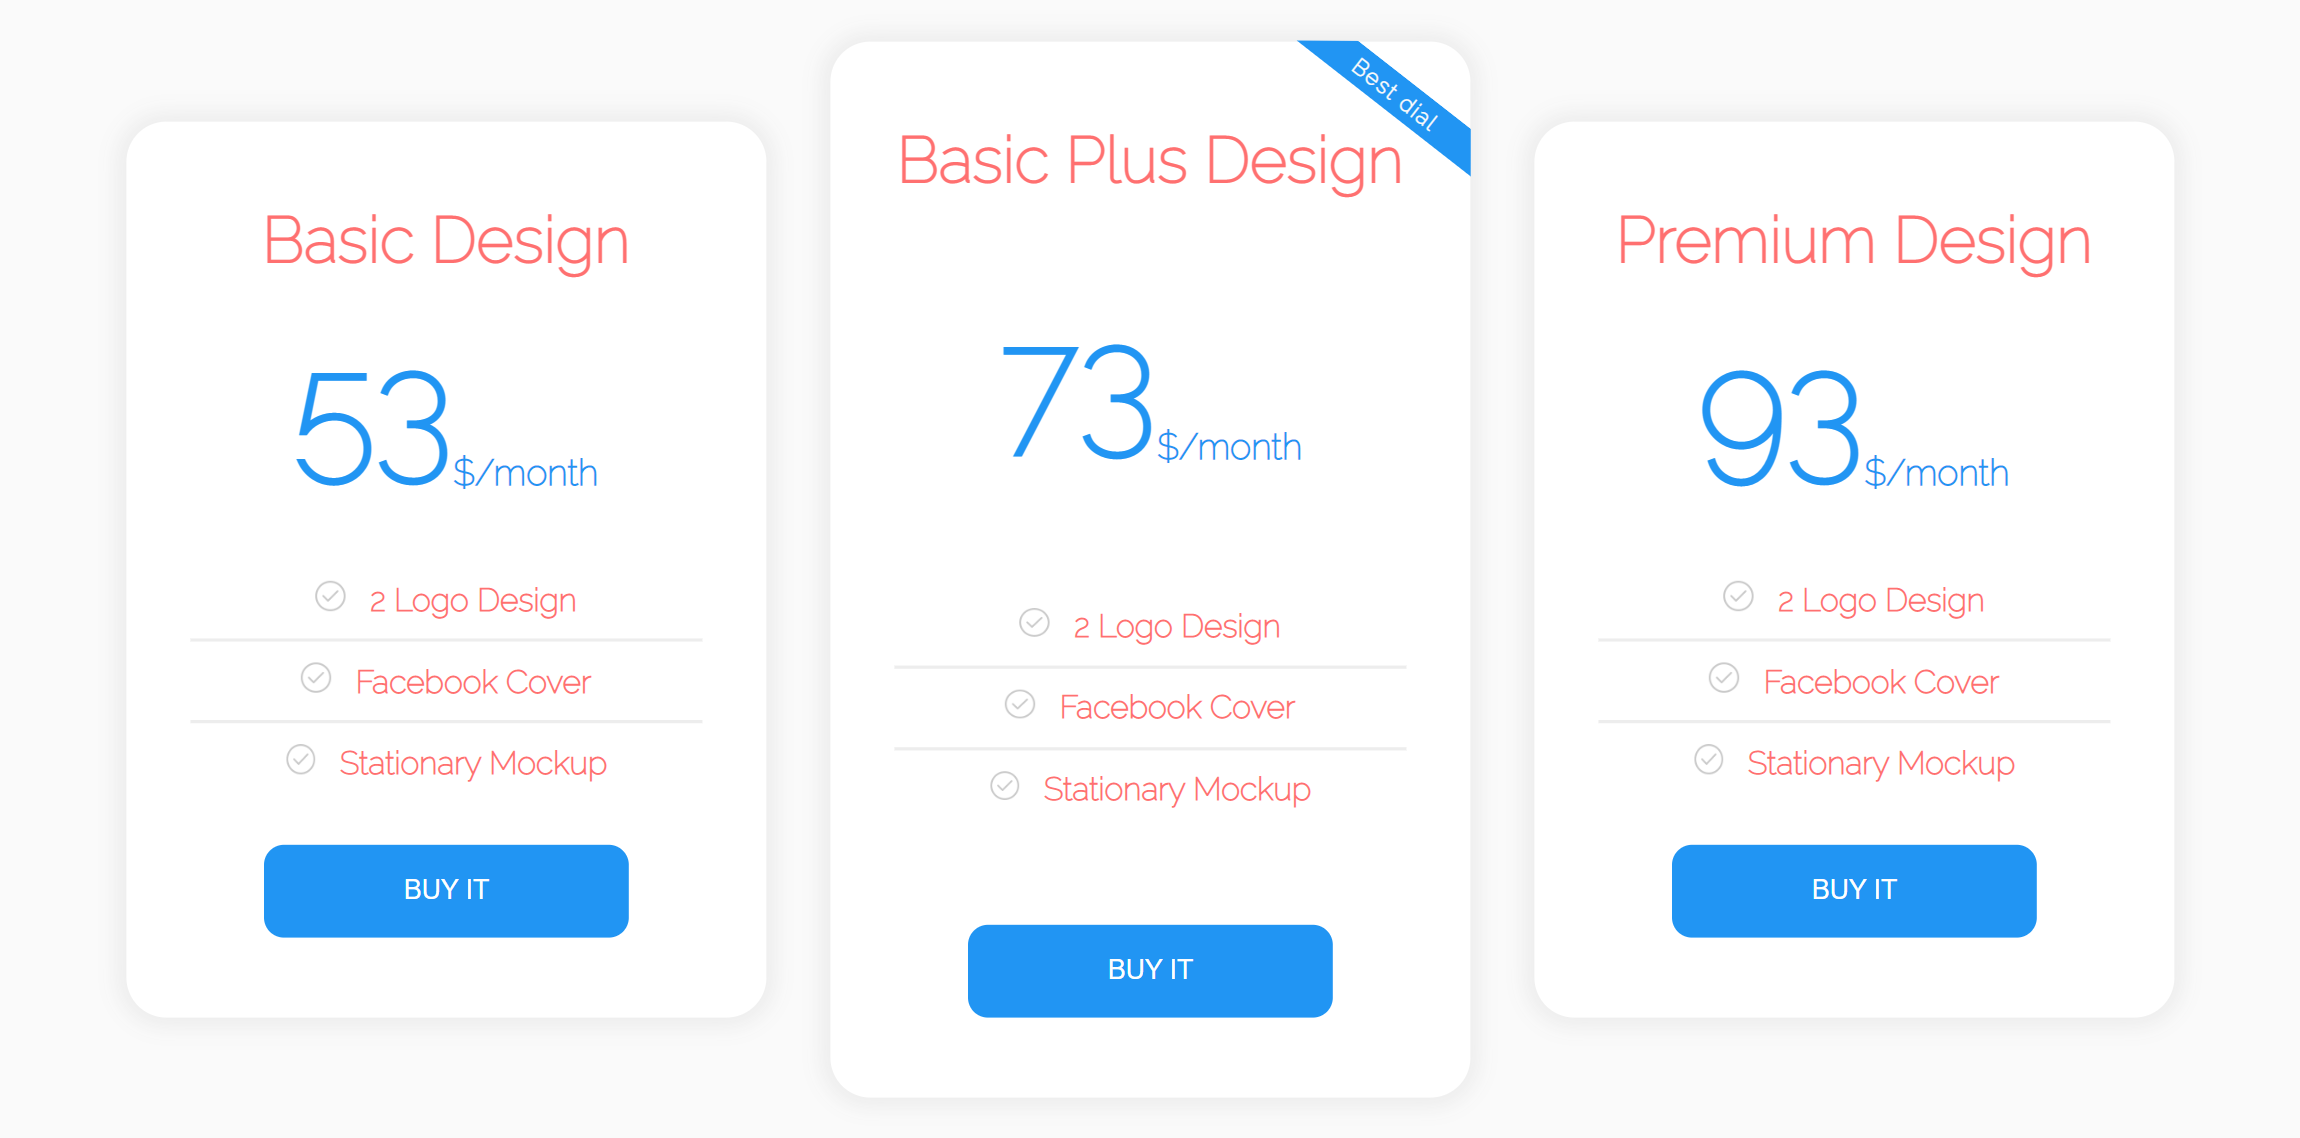 Basic Design
53$/month
2 Logo Design
Facebook Cover
Stationary Mockup
BUY IT
Best dial
Basic Plus Design
73$/month
2 Logo Design
Facebook Cover
Stationary Mockup
BUY IT
Premium Design
93$/month
2 Logo Design
Facebook Cover
Stationary Mockup
BUY IT